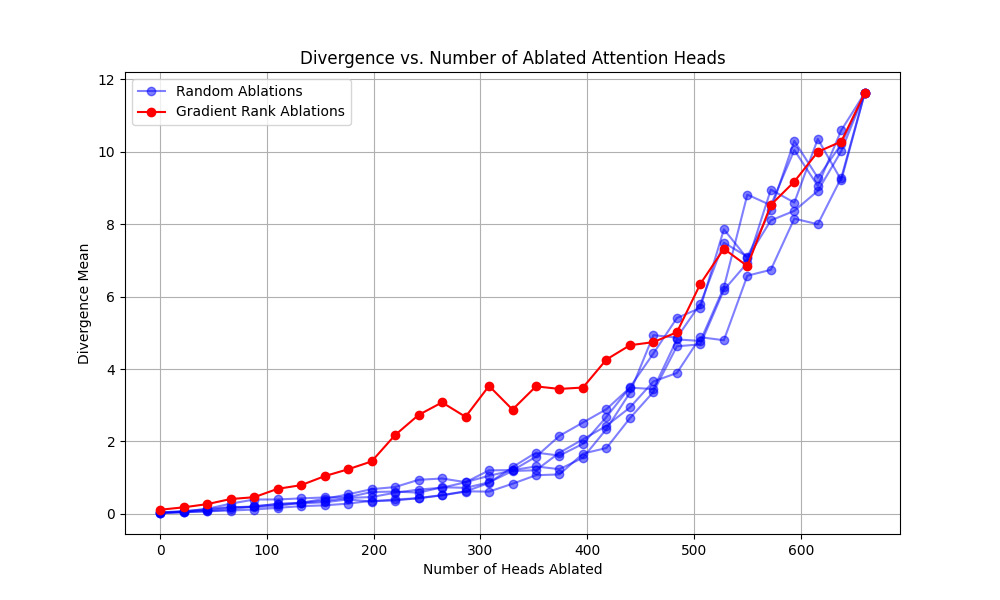 Divergence vs. Number of Ablated Attention Heads
Random Ablations
Gradient Rank Ablations
Divergence Mean
12
10
8
6
4
2
0
0 100 200 300 400 500 600
Number of Heads Ablated